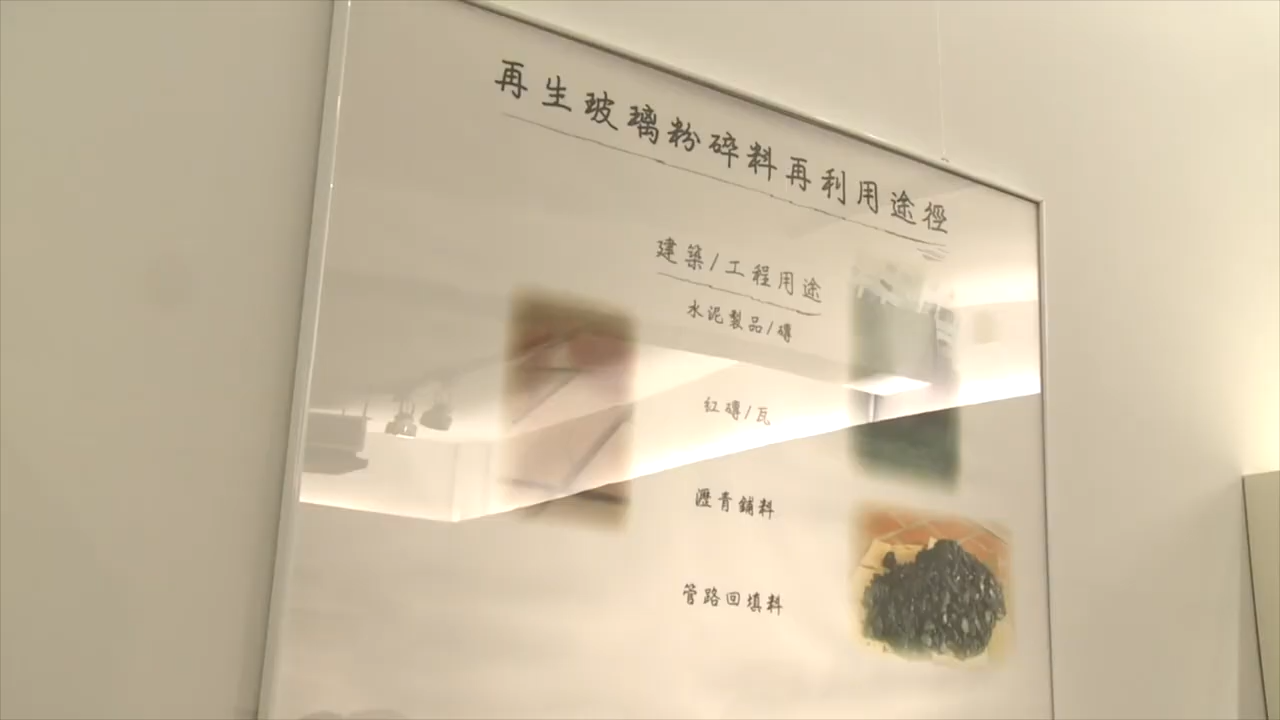 再生玻璃粉碎料再利用途徑
建築/工程用途
水泥製品/磚
紅磚/瓦
瀝青鋪料
管路回填料